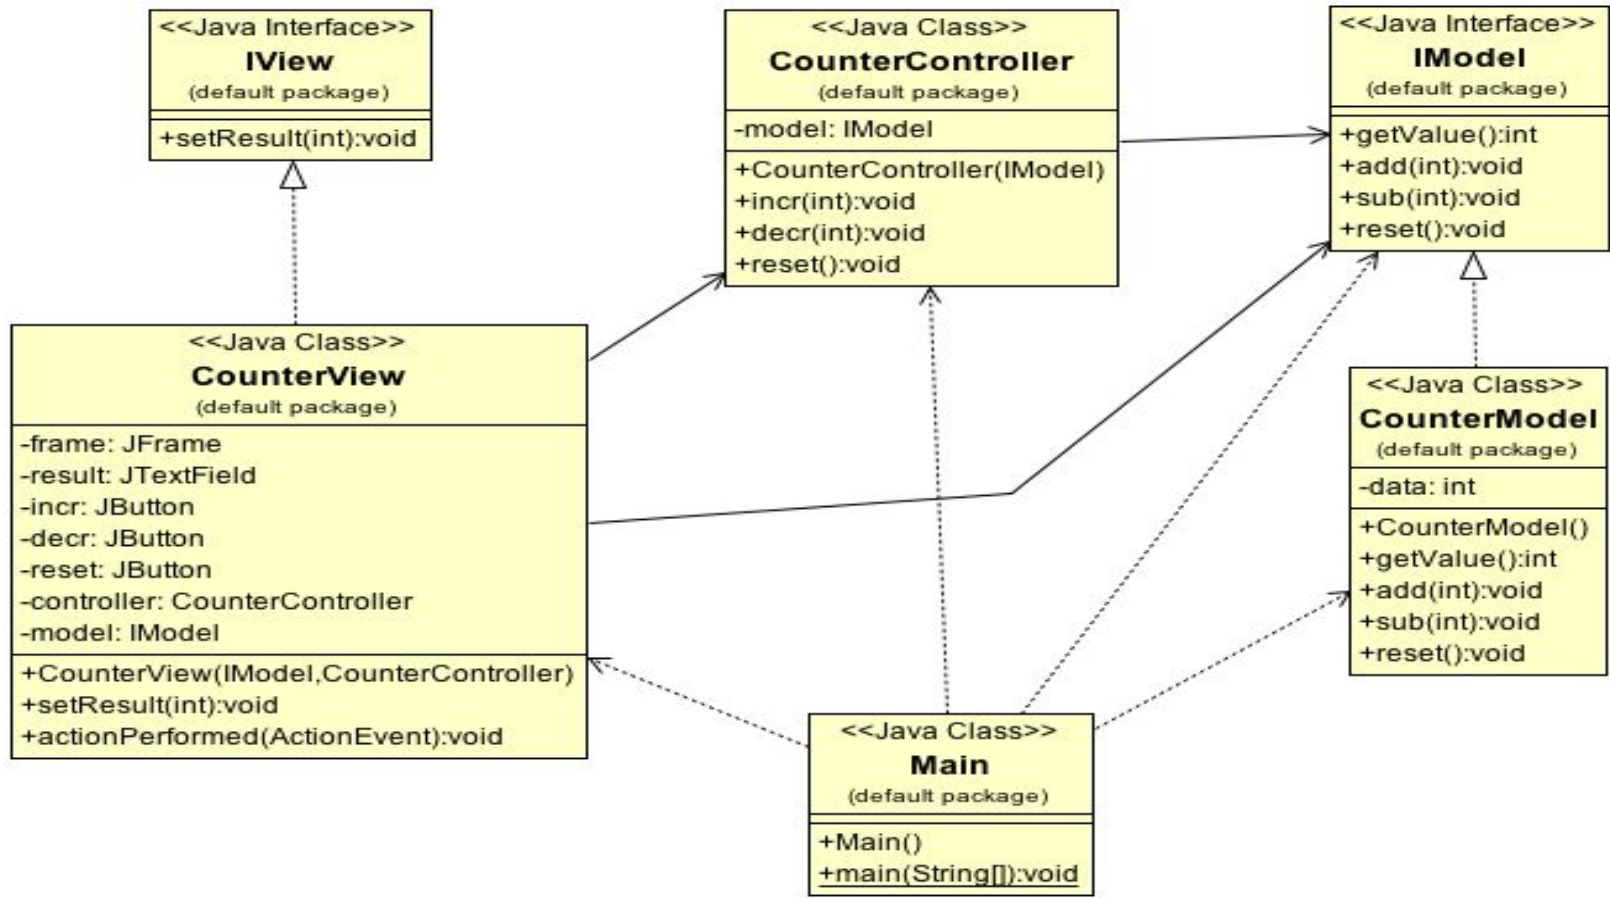 <<Java Interface>>
IView
(default package)
+setResult(int):void
<<Java Class>>
CounterController
(default package)
-model: IModel
+CounterController(IModel)
+incr(int):void
+decr(int):void
+reset():void
<<Java Interface>>
IModel
(default package)
+getValue():int
+add(int):void
+sub(int):void
+reset():void
<<Java Class>>
CounterView
(default package)
-frame: JFrame
-result: JTextField
-incr: JButton
-decr: JButton
-reset: JButton
-controller: CounterController
-model: IModel
+CounterView(IModel,CounterController)
+setResult(int):void
+actionPerformed(ActionEvent):void
<<Java Class>>
CounterModel
(default package)
-data: int
+CounterModel()
+getValue():int
+add(int):void
+sub(int):void
+reset():void
<<Java Class>>
Main
(default package)
+Main()
+main(String[]):void